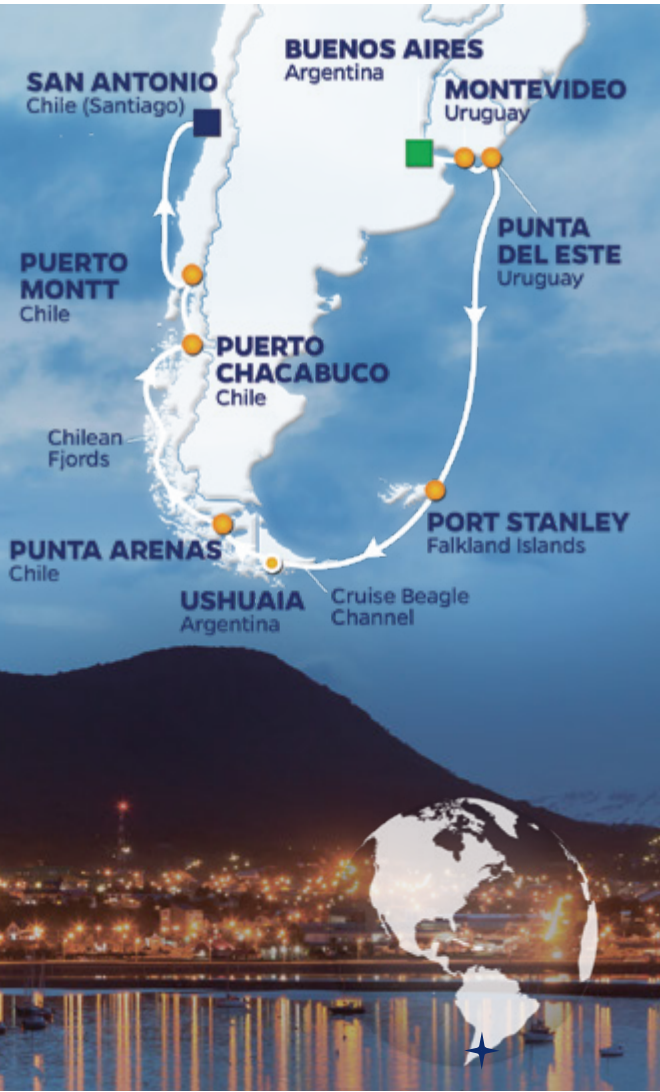 BUENOS AIRES
Argentina
SAN ANTONIO
Chile (Santiago)
MONTEVIDEO
Uruguay
PUNTA
DEL ESTE
Uruguay
PUERTO
MONTT
Chile
PUERTO
CHACABUCO
Chile
Chilean
Fjords
PORT STANLEY
Falkland Islands
PUNTA ARENAS
Chile
USHUAIA
Argentina
Cruise Beagle
Channel